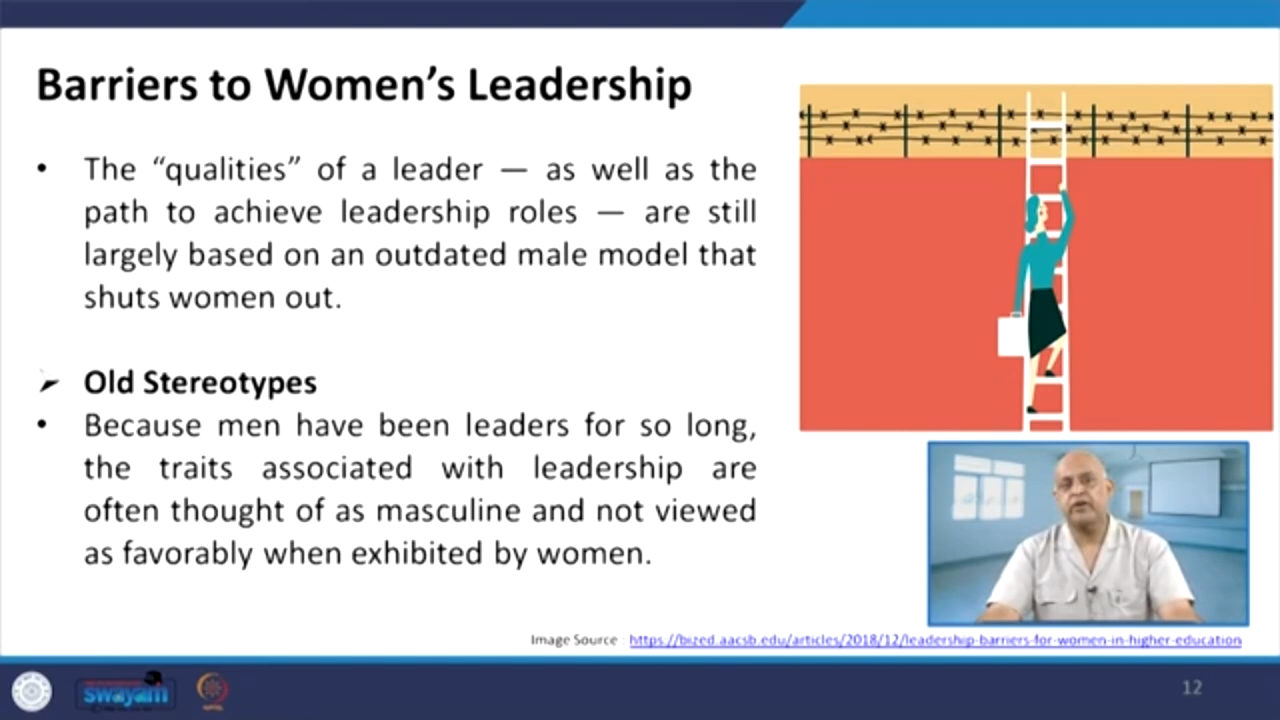 Barriers to Women’s Leadership
• The “qualities” of a leader — as well as the
path to achieve leadership roles — are still
largely based on an outdated male model that
shuts women out.
➢ Old Stereotypes
• Because men have been leaders for so long,
the traits associated with leadership are
often thought of as masculine and not viewed
as favorably when exhibited by women.
Image Source : https://bized.aacsb.edu/articles/2018/12/leadership-barriers-for-women-in-higher-education
swayam
12